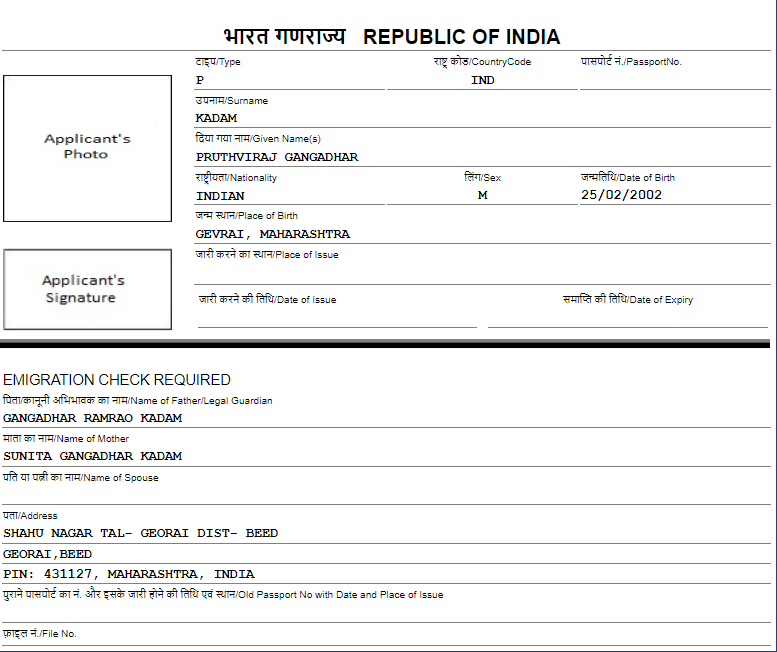 भारत गणराज्य REPUBLIC OF INDIA
टाइप/Type राष्ट्र कोड/CountryCode पासपोर्ट नं./PassportNo.
P IND
उपनाम/Surname
KADAM
Applicant's
Photo
दिया गया नाम/Given Name(s)
PRUTHVIRAJ GANGADHAR
राष्ट्रीयता/Nationality लिंग/Sex जन्मतिथि/Date of Birth
INDIAN M 25/02/2002
जन्म स्थान/Place of Birth
GEVRAI, MAHARASHTRA
जारी करने का स्थान/Place of Issue
Applicant's
Signature
जारी करने की तिथि/Date of Issue समाप्ति की तिथि/Date of Expiry
EMIGRATION CHECK REQUIRED
पिता/कानूनी अभिभावक का नाम/Name of Father/Legal Guardian
GANGADHAR RAMRAO KADAM
माता का नाम/Name of Mother
SUNITA GANGADHAR KADAM
पति या पत्नी का नाम/Name of Spouse
पता/Address
SHAHU NAGAR TAL- GEORAI DIST- BEED
GEORAI,BEED
PIN: 431127, MAHARASHTRA, INDIA
पुराने पासपोर्ट का नं. और इसके जारी होने की तिथि एवं स्थान/Old Passport No with Date and Place of Issue
फ़ाइल नं./File No.